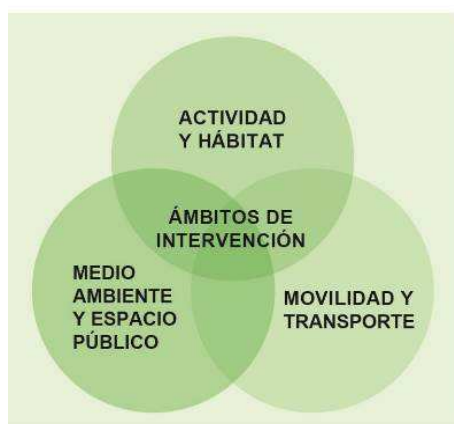 ACTIVIDAD
Y HÁBITAT
ÁMBITOS DE
INTERVENCIÓN
MEDIO
AMBIENTE
Y ESPACIO
PÚBLICO
MOVILIDAD Y
TRANSPORTE